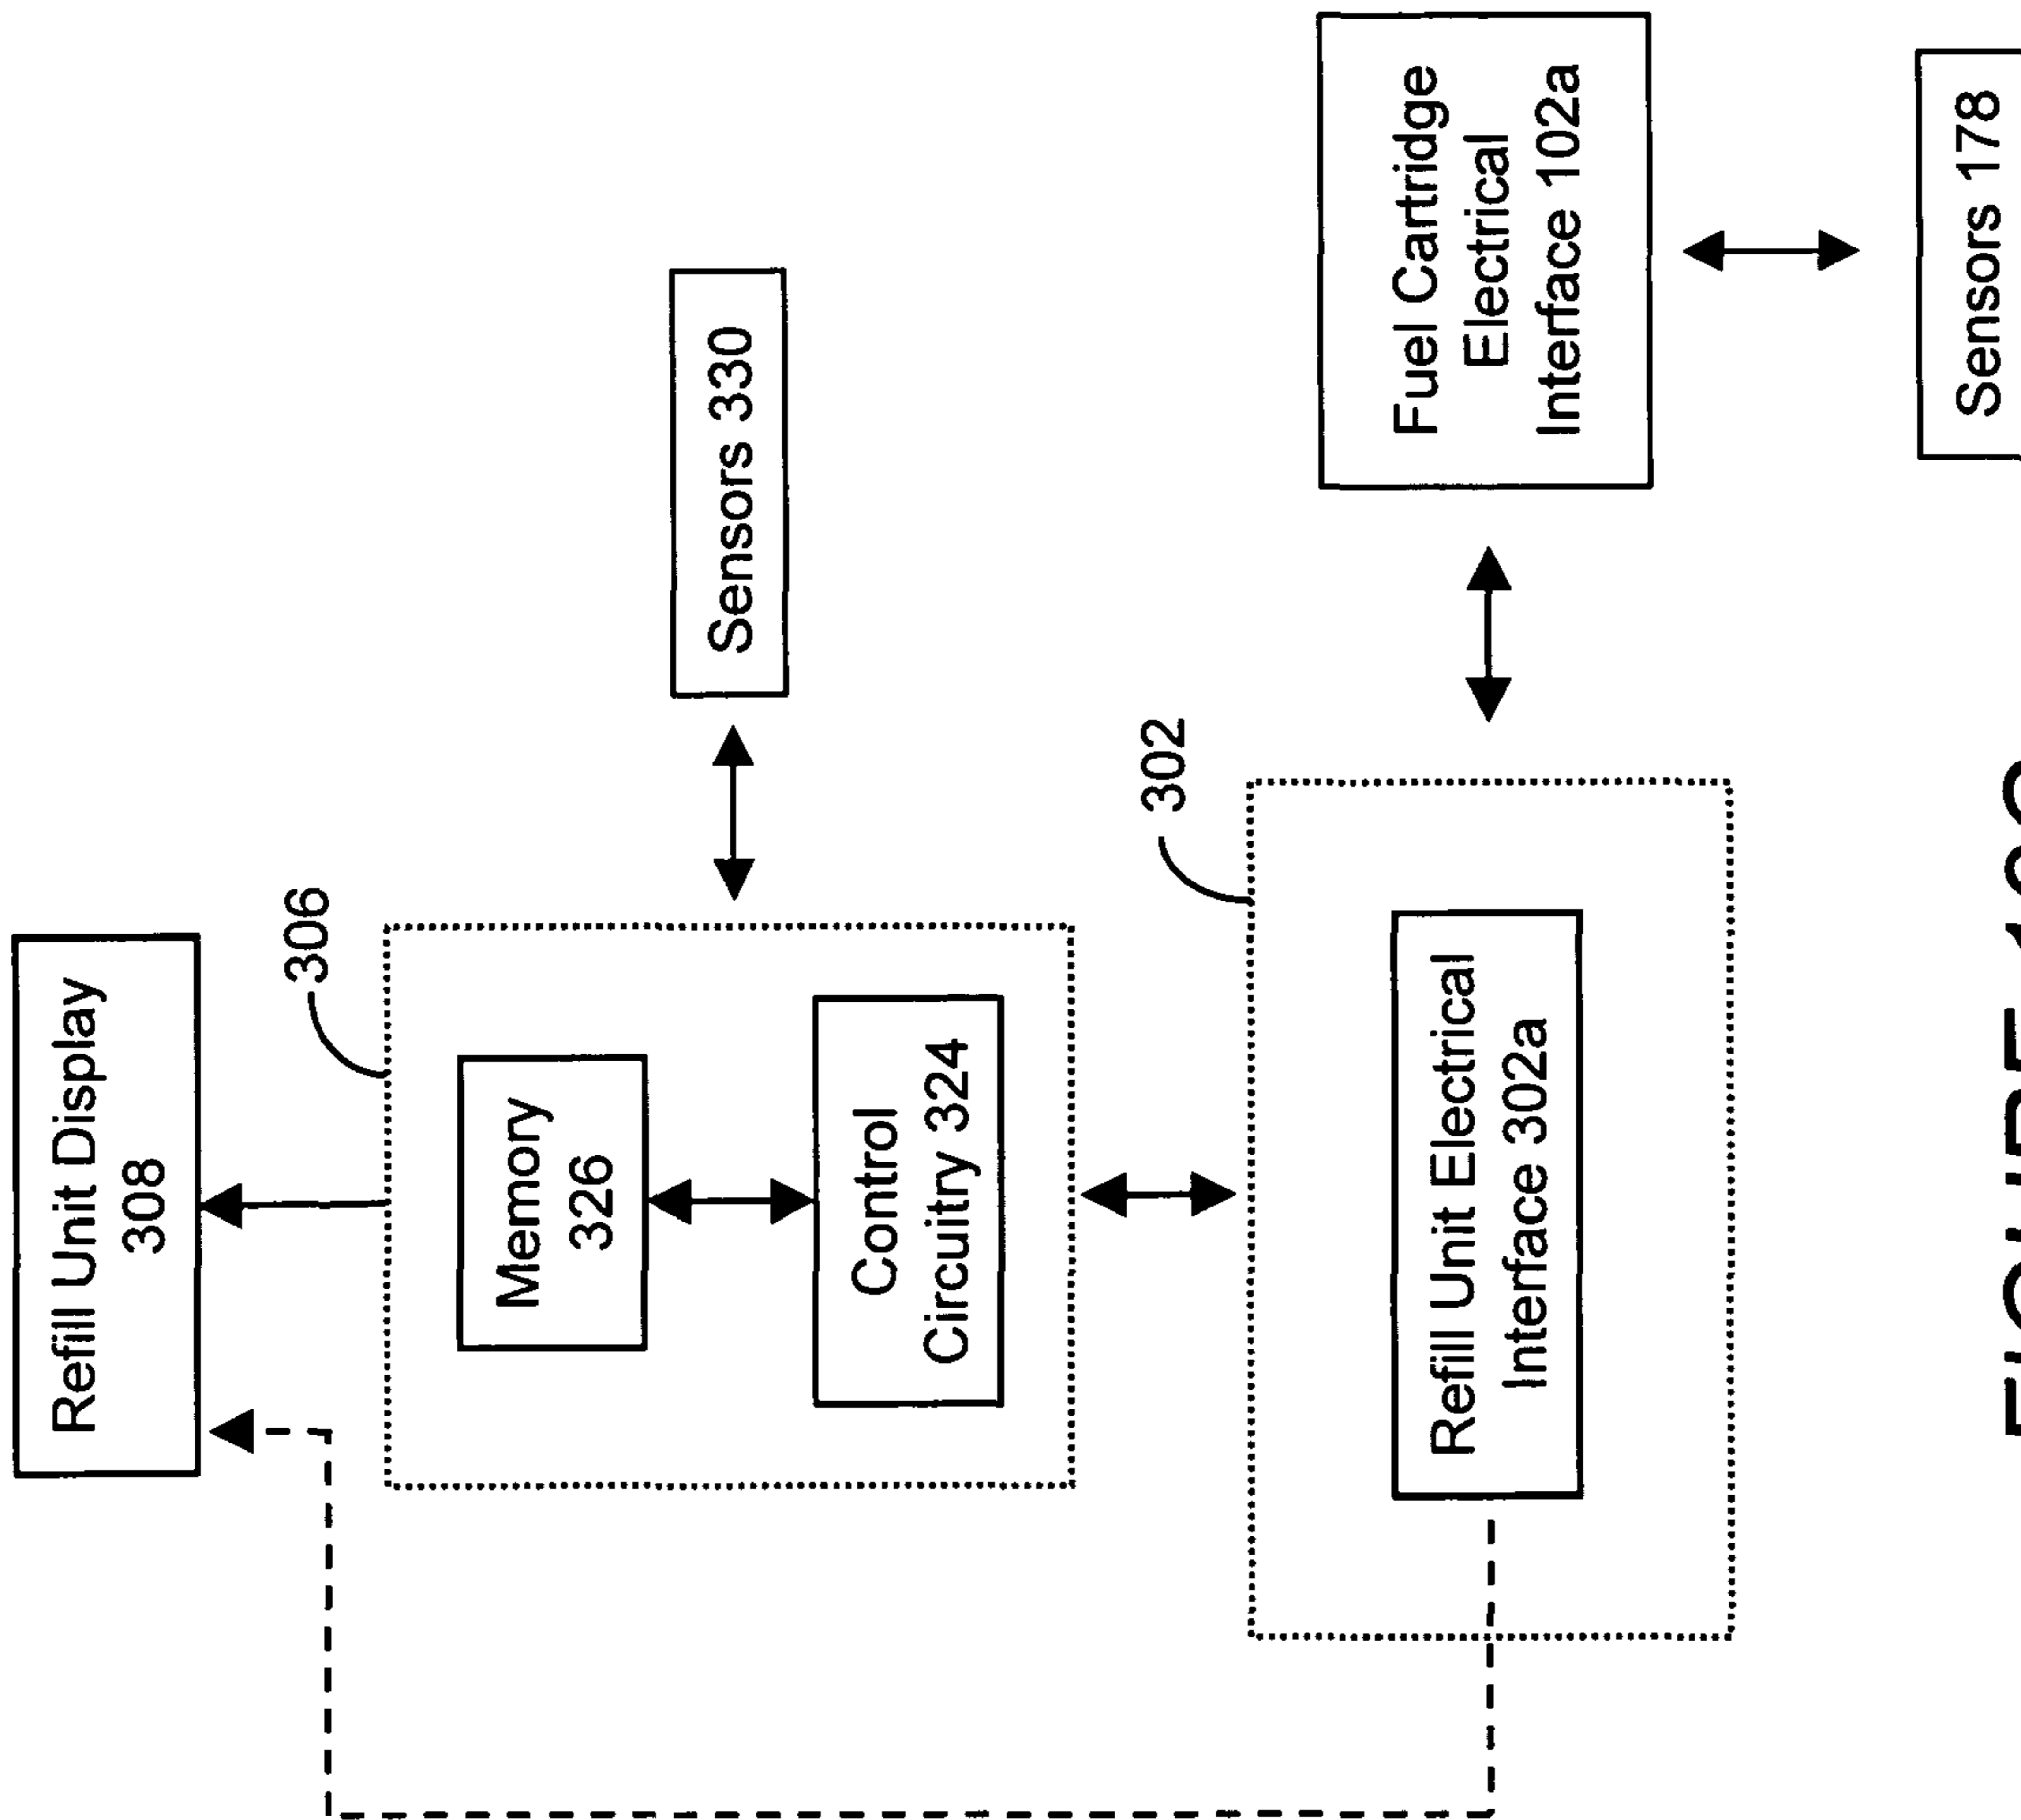 Refill Unit Display
308
306
Memory
326
Control
Circuitry 324
Sensors 330
302
Refill Unit Electrical
Interface 302a
Fuel Cartridge
Electrical
Interface 102a
Sensors 178
FIGURE